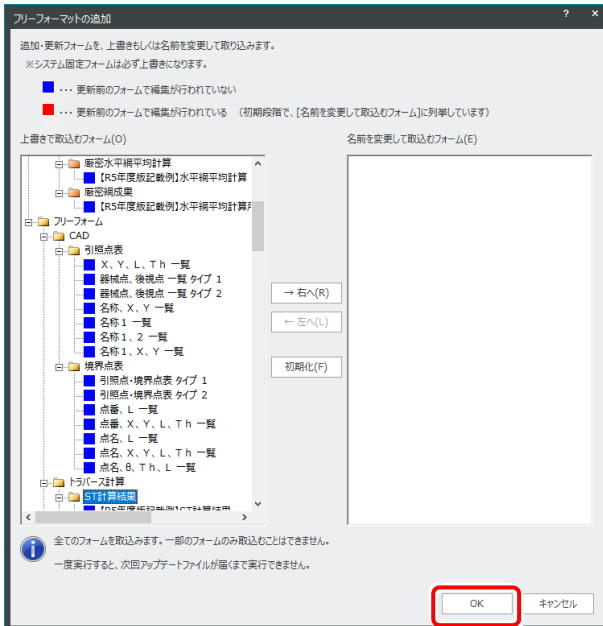 フリーフォーマットの追加
? ×
追加・更新フォームを、上書きもしくは名前を変更して取込みます。
※システム固定フォームは必ず上書きになります。
・・・ 更新前のフォームで編集が行われていない
・・・ 更新前のフォームで編集が行われている （初期段階で、[名前を変更して取込むフォーム]に列挙しています）
上書きで取込むフォーム(O)
名前を変更して取込むフォーム(E)
厳密水平網平均計算
【R5年度版記載例】水平網平均計算
厳密網成果
【R5年度版記載例】水平網平均計算
フリーフォーム
CAD
引照点表
X、Y、L、Th 一覧
器械点、後視点 一覧 タイプ 1
器械点、後視点 一覧 タイプ 2
名称、X、Y 一覧
名称1 一覧
名称1、2 一覧
名称1、X、Y 一覧
境界点表
引照点・境界点表 タイプ 1
引照点・境界点表 タイプ 2
点番、L 一覧
点番、X、Y、L、Th 一覧
点名、L 一覧
点名、X、Y、L、Th 一覧
点名、θ、Th、L 一覧
トラバース計算
ST計算結果
【R5年度版記載例】ST計算結果
→ 右へ(R)
← 左へ(L)
初期化(F)
全てのフォームを取込みます。一部のフォームのみ取込むことはできません。
一度実行すると、次回アップデートファイルが届くまで実行できません。
OK
キャンセル